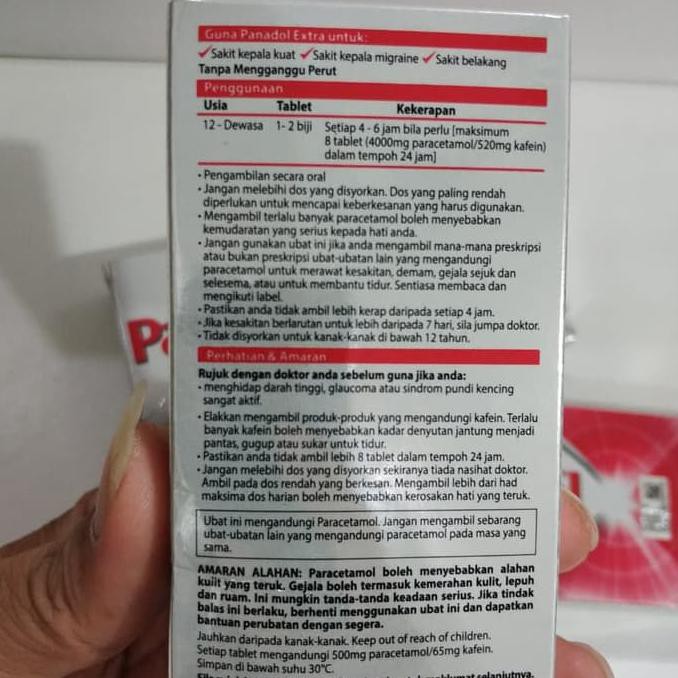 Guna Panadol Extra untuk:
✓Sakit kepala kuat ✓Sakit kepala migraine ✓Sakit belakang
Tanpa Mengganggu Perut
Penggunaan
Usia Tablet Kekerapan
12 - Dewasa 1- 2 biji Setiap 4 - 6 jam bila perlu [maksimum
8 tablet (4000mg paracetamol/520mg kafein)
dalam tempoh 24 jam]
• Pengambilan secara oral
• Jangan melebihi dos yang disyorkan. Dos yang paling rendah
diperlukan untuk mencapai keberkesanan yang harus digunakan.
• Mengambil terlalu banyak paracetamol boleh menyebabkan
kemudaratan yang serius kepada hati anda.
• Jangan gunakan ubat ini jika anda mengambil mana-mana preskripsi
atau bukan preskripsi ubat-ubatan lain yang mengandungi
paracetamol untuk merawat kesakitan, demam, gejala sejuk dan
selesema, atau untuk membantu tidur. Sentiasa membaca dan
mengikuti label.
• Pastikan anda tidak ambil lebih kerap daripada setiap 4 jam.
• Jika kesakitan berlarutan untuk lebih daripada 7 hari, sila jumpa doktor.
• Tidak disyorkan untuk kanak-kanak di bawah 12 tahun.
Perhatian & Amaran
Rujuk dengan doktor anda sebelum guna jika anda:
• menghidap darah tinggi, glaucoma atau sindrom pundi kencing
sangat aktif.
• Elakkan mengambil produk-produk yang mengandungi kafein. Terlalu
banyak kafein boleh menyebabkan kadar denyutan jantung menjadi
pantas, gugup atau sukar untuk tidur.
• Pastikan anda tidak ambil lebih 8 tablet dalam tempoh 24 jam.
• Jangan melebihi dos yang disyorkan sekiranya tiada nasihat doktor.
Ambil pada dos rendah yang berkesan. Mengambil lebih dari had
maksima dos harian boleh menyebabkan kerosakan hati yang teruk.
Ubat ini mengandungi Paracetamol. Jangan mengambil sebarang
ubat-ubatan lain yang mengandungi paracetamol pada masa yang
sama.
AMARAN ALAHAN: Paracetamol boleh menyebabkan alahan
kulit yang teruk. Gejala boleh termasuk kemerahan kulit, lepuh
dan ruam. Ini mungkin tanda-tanda keadaan serius. Jika tindak
balas ini berlaku, berhenti menggunakan ubat ini dan dapatkan
bantuan perubatan dengan segera.
Jauhkan daripada kanak-kanak. Keep out of reach of children.
Setiap tablet mengandungi 500mg paracetamol/65mg kafein.
Simpan di bawah suhu 30°C.
selanjutnya.